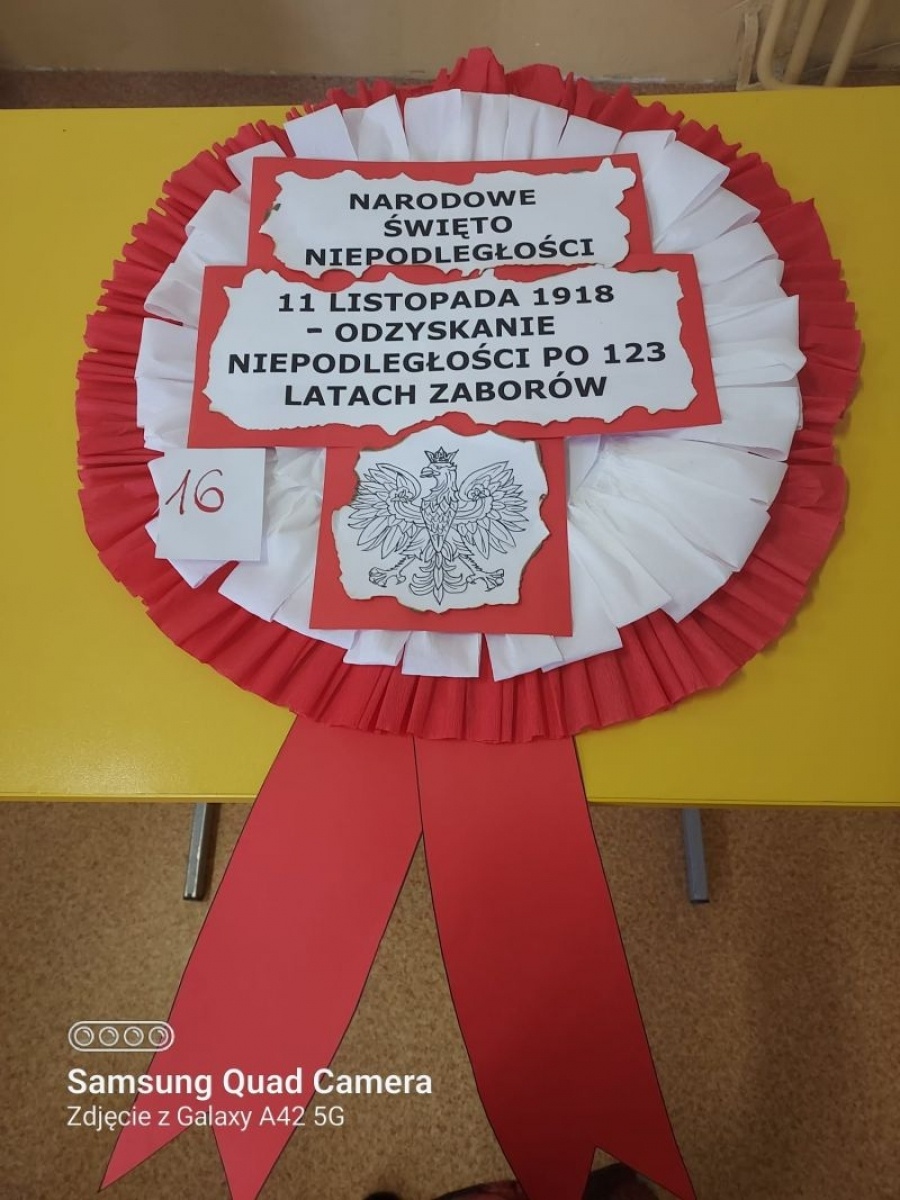 NARODOWE
ŚWIĘTO
NIEPODLEGŁOŚCI
11 LISTOPADA 1918
– ODZYSKANIE
NIEPODLEGŁOŚCI PO 123
LATACH ZABORÓW
16
Samsung Quad Camera
Zdjęcie z Galaxy A42 5G